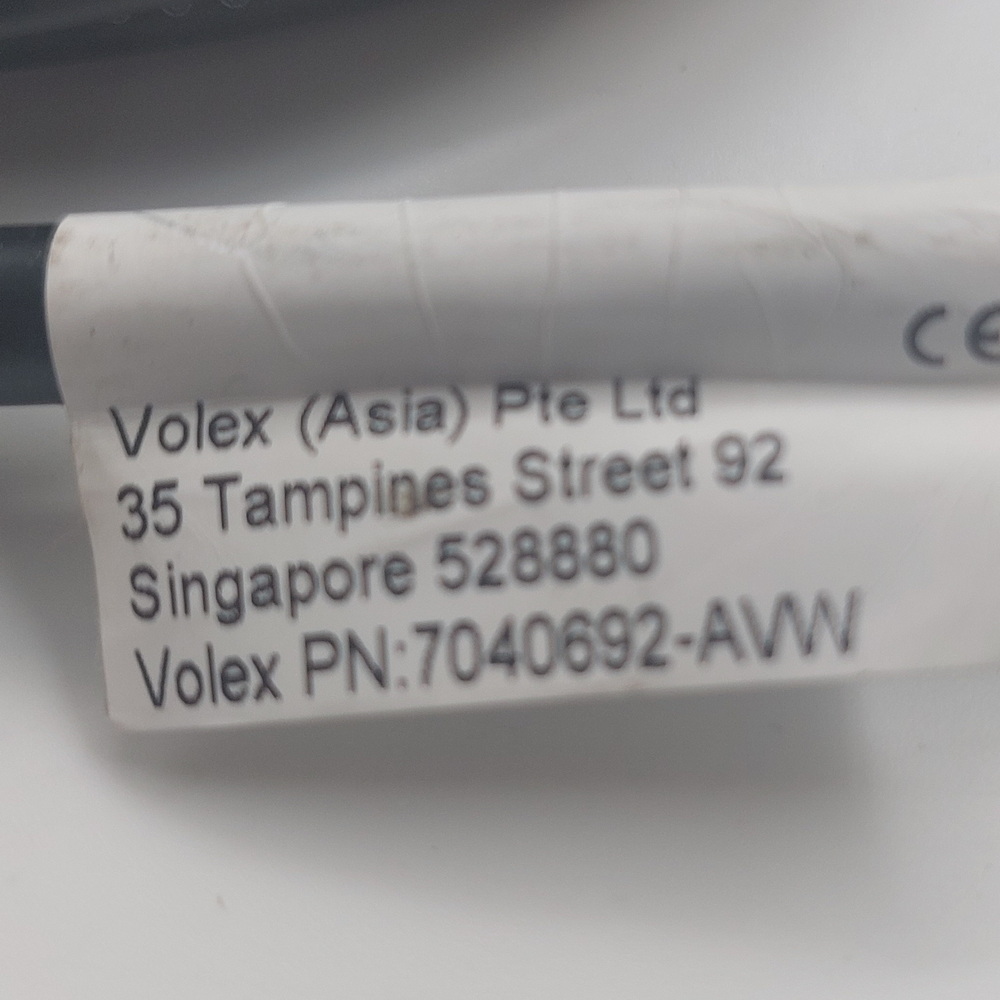 CE
Volex (Asia) Pte Ltd
35 Tampines Street 92
Singapore 528880
Volex PN:7040692-AVW